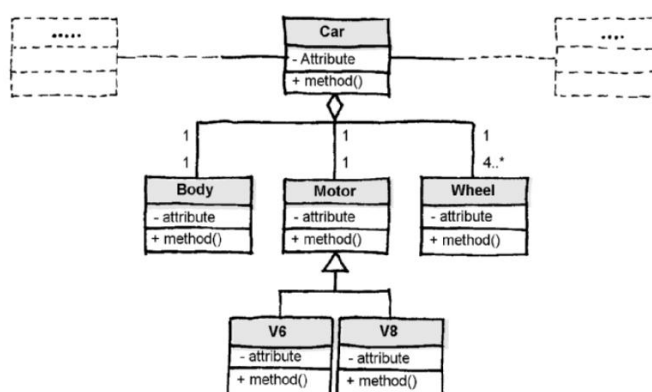 .....
Car
....
- Attribute
+ method()
1
1
1
1
1
4..*
Body
Motor
Wheel
- attribute
- attribute
- attribute
+ method()
+ method()
+ method()
V6
V8
- attribute
- attribute
+ method()
+ method()